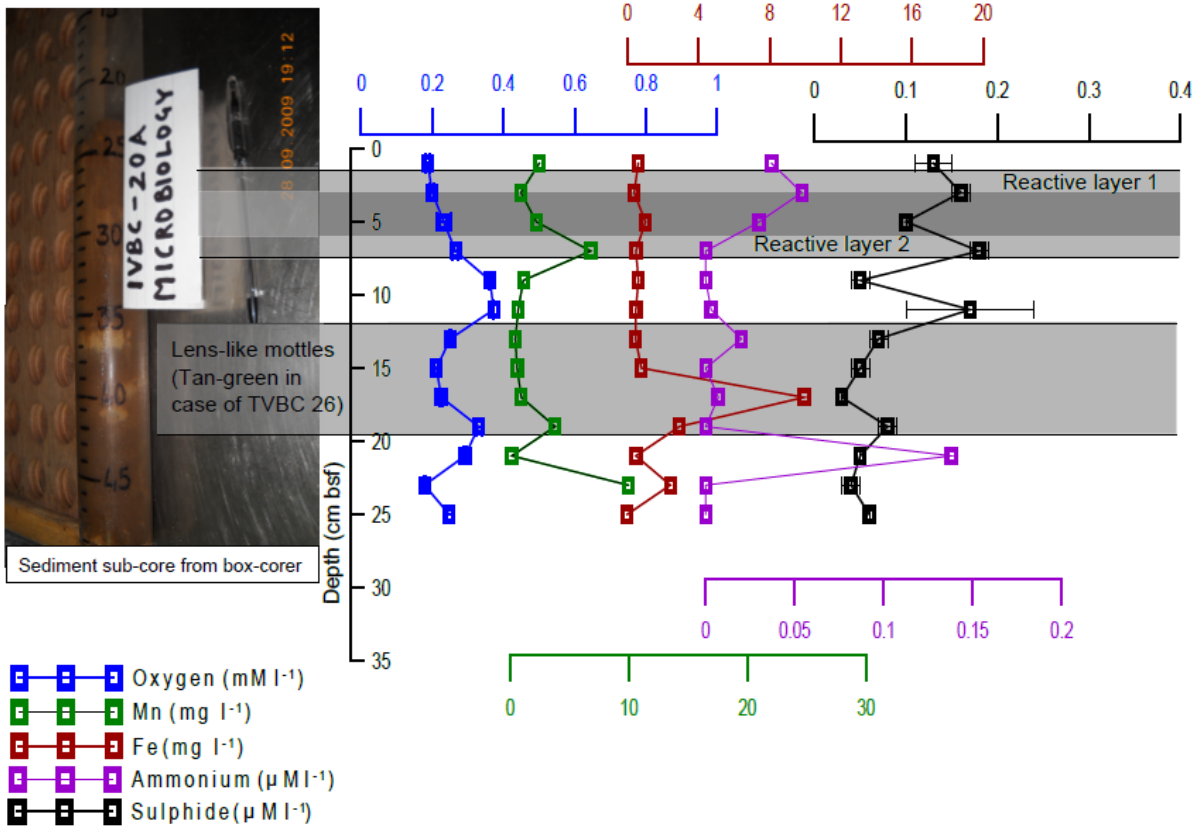 28 09 2009 19:12
20
25
30
35
40
45
IVBC-20A
MICROBIOLOGY
Sediment sub-core from box-corer
0 4 8 12 16 20
0 0.2 0.4 0.6 0.8 1
0 0.1 0.2 0.3 0.4
0
5
10
15
20
25
30
35
Depth (cm bsf)
Reactive layer 1
Reactive layer 2
Lens-like mottles
(Tan-green in
case of TVBC 26)
0 0.05 0.1 0.15 0.2
0 10 20 30
Oxygen (mM l⁻¹)
Mn (mg l⁻¹)
Fe(mg l⁻¹)
Ammonium (µMl⁻¹)
Sulphide(µMl⁻¹)